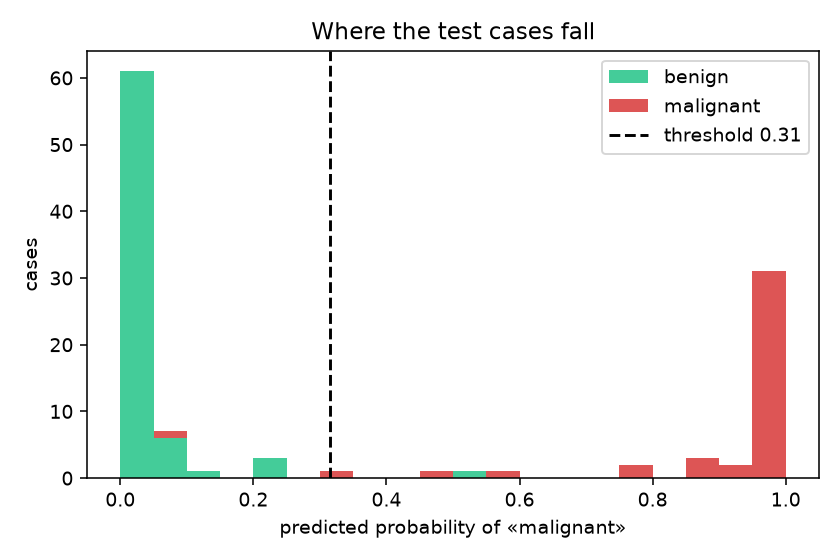 Where the test cases fall
benign
malignant
threshold 0.31
cases
60
50
40
30
20
10
0
0.0
0.2
0.4
0.6
0.8
1.0
predicted probability of «malignant»